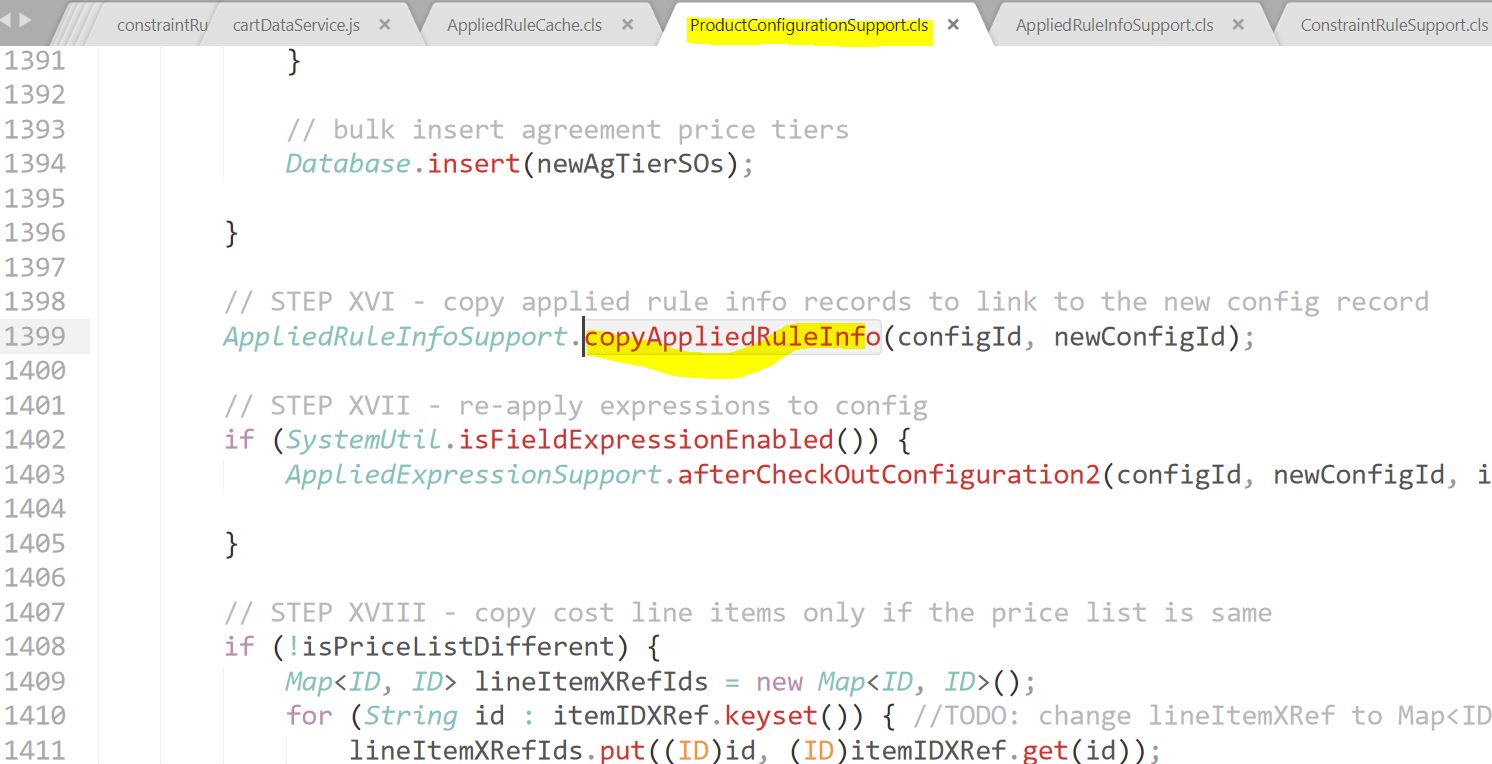 constraintRu cartDataService.js × AppliedRuleCache.cls × ProductConfigurationSupport.cls × AppliedRuleInfoSupport.cls × ConstraintRuleSupport.cls
1391 }
1392
1393 // bulk insert agreement price tiers
1394 Database.insert(newAgTierSOs);
1395
1396 }
1397
1398 // STEP XVI - copy applied rule info records to link to the new config record
1399 AppliedRuleInfoSupport.copyAppliedRuleInfo(configId, newConfigId);
1400
1401 // STEP XVII - re-apply expressions to config
1402 if (SystemUtil.isFieldExpressionEnabled()) {
1403 AppliedExpressionSupport.afterCheckOutConfiguration2(configId, newConfigId, i
1404
1405 }
1406
1407 // STEP XVIII - copy cost line items only if the price list is same
1408 if (!isPriceListDifferent) {
1409 Map<ID, ID> lineItemXRefIds = new Map<ID, ID>();
1410 for (String id : itemIDXRef.keyset()) { //TODO: change lineItemXRef to Map<ID
1411 lineItemXRefIds.put((ID)id, (ID)itemIDXRef.get(id));